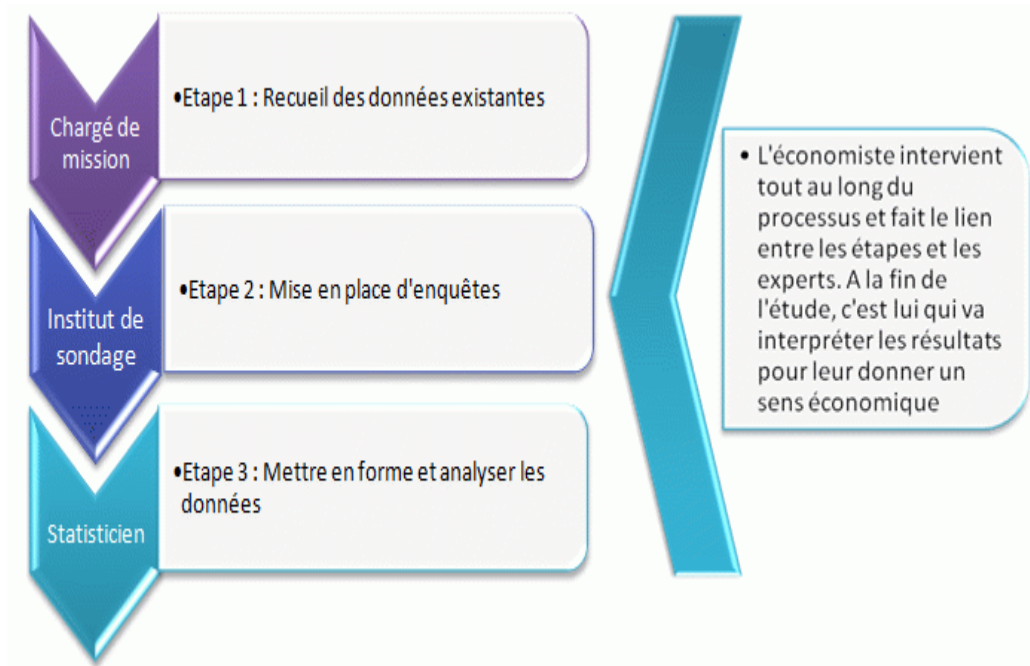 Chargé de
mission
•Etape 1 : Recueil des données existantes
Institut de
sondage
•Etape 2 : Mise en place d'enquêtes
Statisticien
•Etape 3 : Mettre en forme et analyser les
données
• L'économiste intervient
tout au long du
processus et fait le lien
entre les étapes et les
experts. A la fin de
l'étude, c'est lui qui va
interpréter les résultats
pour leur donner un
sens économique